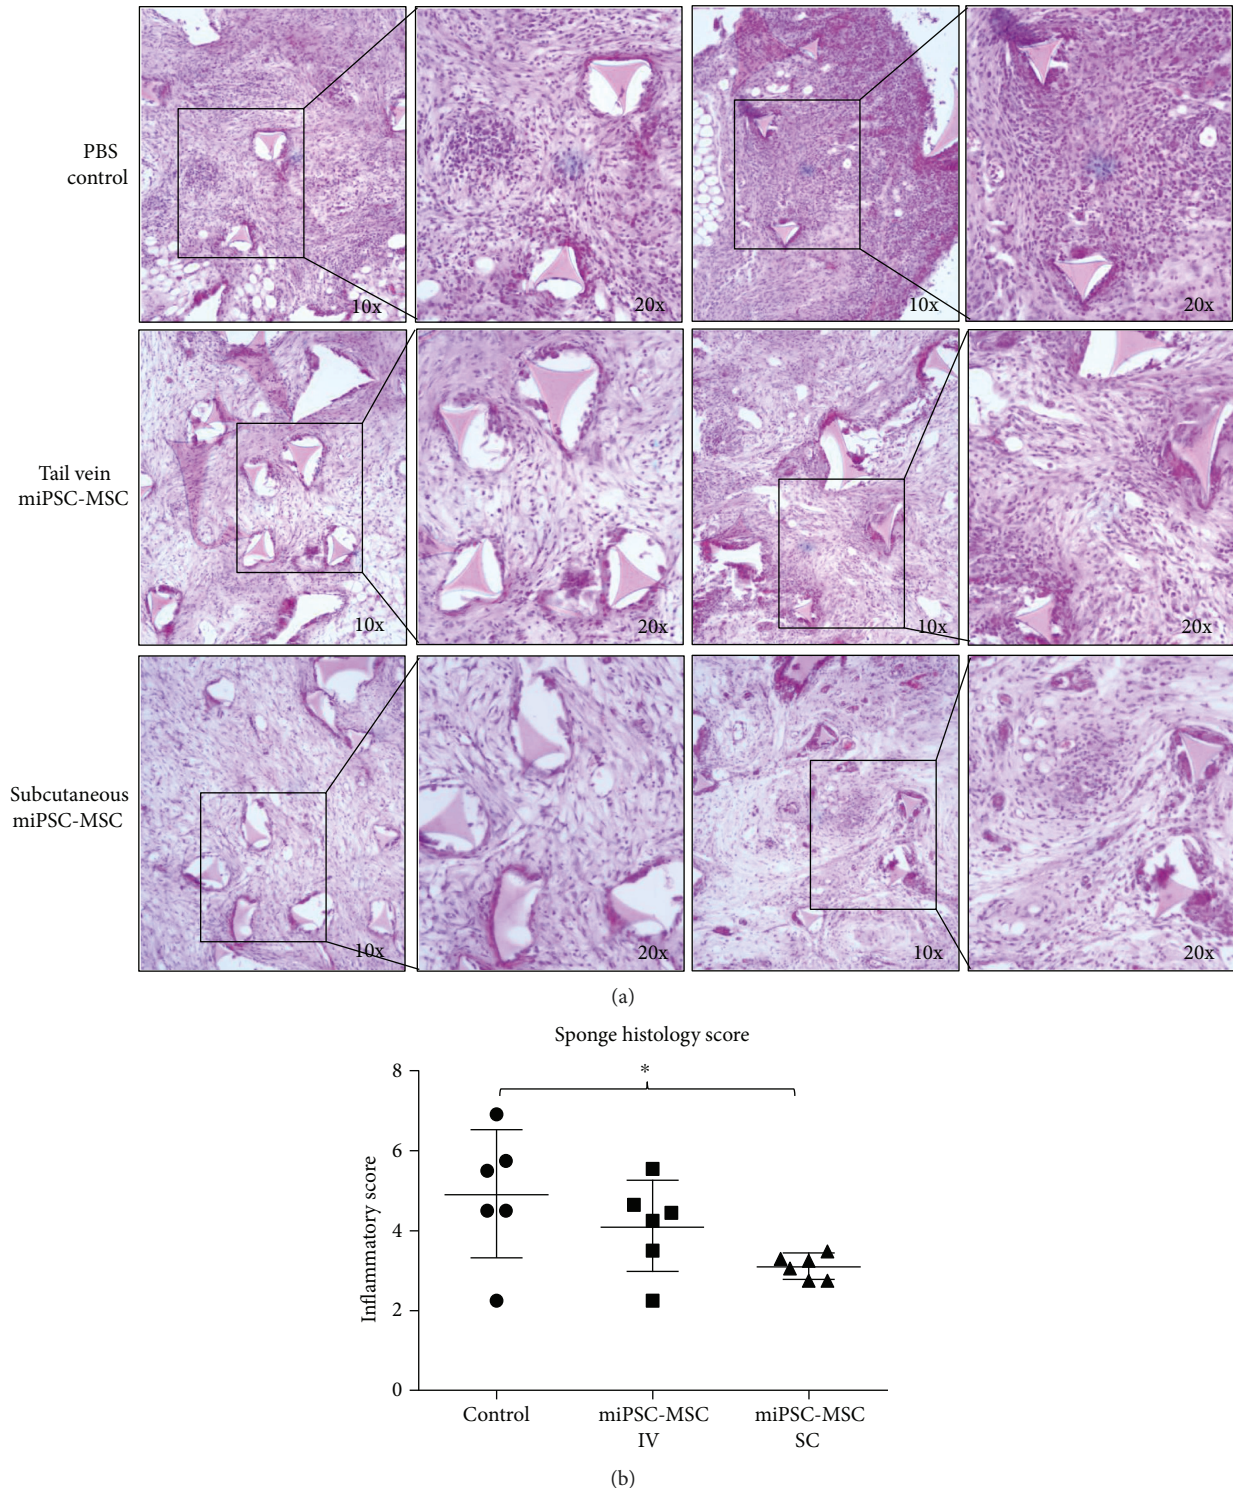 PBS
control
10x
20x
10x
20x
Tail vein
miPSC-MSC
10x
20x
10x
20x
Subcutaneous
miPSC-MSC
10x
20x
10x
20x
(a)
Sponge histology score
*
Inflammatory score
8
6
4
2
0
Control
miPSC-MSC
IV
miPSC-MSC
SC
(b)